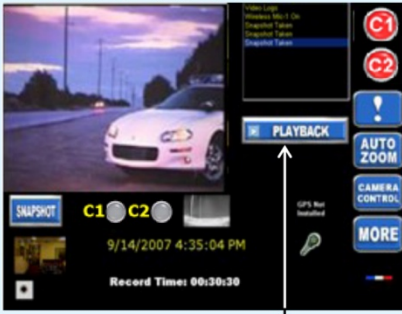 Video Logs
Wireless Mic-1 On
Snapshot Taken
Snapshot Taken
Snapshot Taken
C1
C2
!
PLAYBACK
AUTO
ZOOM
CAMERA
CONTROL
SNAPSHOT
C1 C2
GPS Not
Installed
MORE
9/14/2007 4:35:04 PM
Record Time: 00:30:30